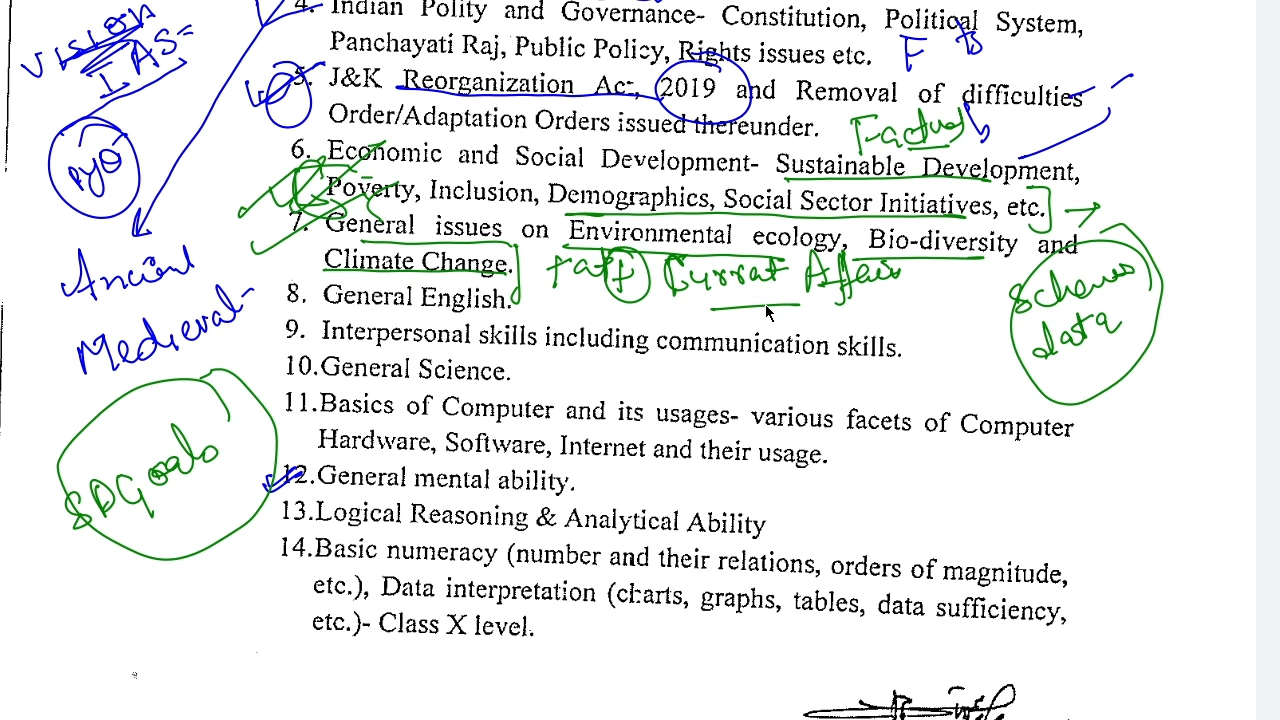 4. Indian Polity and Governance- Constitution, Political System,
Panchayati Raj, Public Policy, Rights issues etc.
5. J&K Reorganization Act, 2019 and Removal of difficulties
Order/Adaptation Orders issued thereunder.
6. Economic and Social Development- Sustainable Development,
Poverty, Inclusion, Demographics, Social Sector Initiatives, etc.
7. General issues on Environmental ecology, Bio-diversity and
Climate Change.
8. General English.
9. Interpersonal skills including communication skills.
10.General Science.
11.Basics of Computer and its usages- various facets of Computer
Hardware, Software, Internet and their usage.
12.General mental ability.
13.Logical Reasoning & Analytical Ability
14.Basic numeracy (number and their relations, orders of magnitude,
etc.), Data interpretation (charts, graphs, tables, data sufficiency,
etc.)- Class X level.
Vision
IAS
PYQ
Ancient
Medieval
SDGoals
Factual
Current Affair
Schemes
data